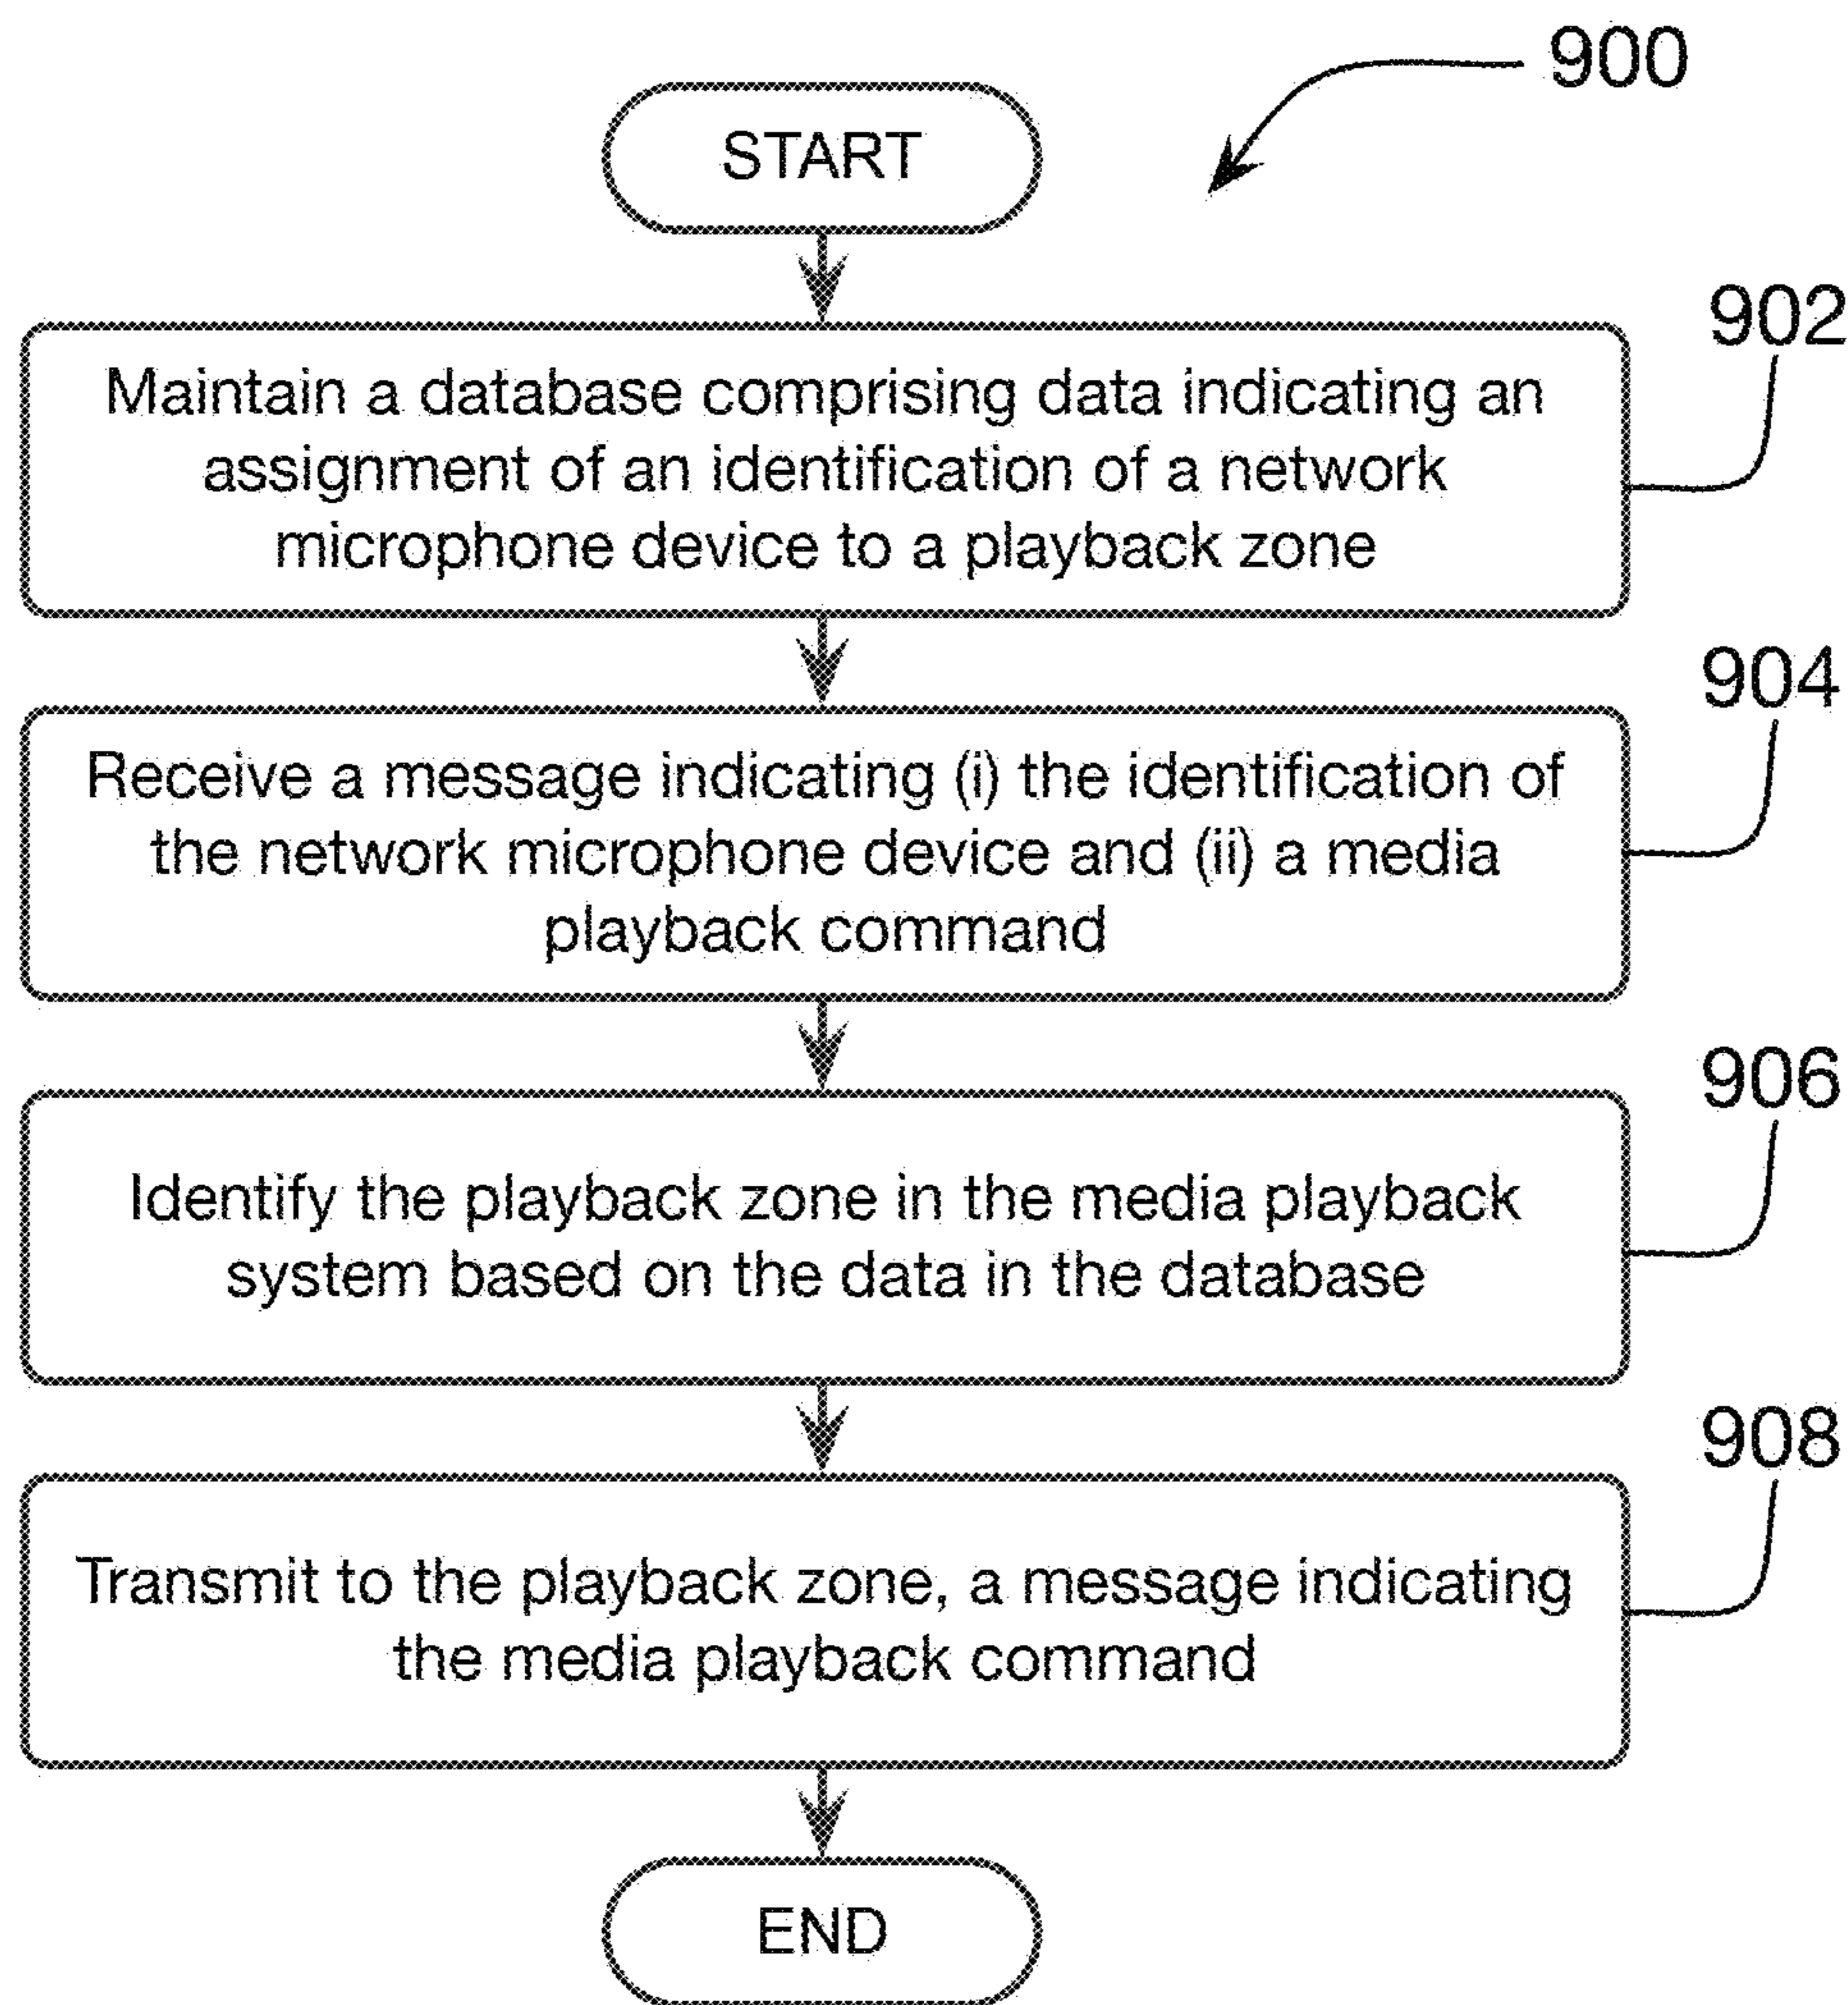 900
START
902
Maintain a database comprising data indicating an
assignment of an identification of a network
microphone device to a playback zone
904
Receive a message indicating (i) the identification of
the network microphone device and (ii) a media
playback command
906
Identify the playback zone in the media playback
system based on the data in the database
908
Transmit to the playback zone, a message indicating
the media playback command
END